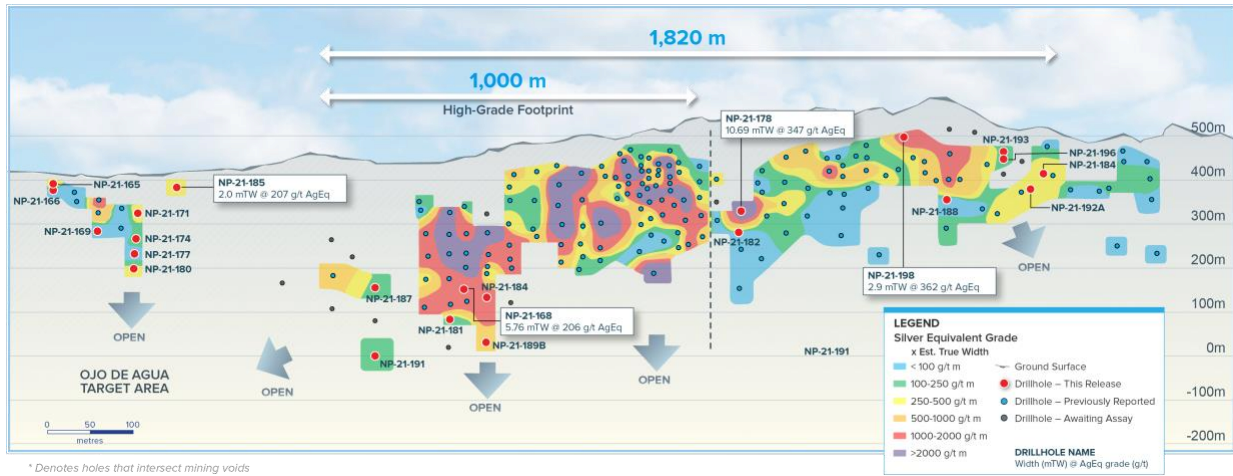 1,820 m
1,000 m
High-Grade Footprint
NP-21-178
10.69 mTW @ 347 g/t AgEq
500m
NP-21-193
NP-21-196
NP-21-184
400m
NP-21-165
NP-21-185
2.0 mTW @ 207 g/t AgEq
NP-21-166
NP-21-171
NP-21-188
NP-21-192A
300m
NP-21-169
NP-21-174
NP-21-182
NP-21-177
NP-21-180
OPEN
200m
NP-21-198
2.9 mTW @ 362 g/t AgEq
NP-21-187
NP-21-184
NP-21-168
5.76 mTW @ 206 g/t AgEq
100m
NP-21-181
OPEN
NP-21-189B
NP-21-191
NP-21-191
0m
OJO DE AGUA
TARGET AREA
OPEN
OPEN
OPEN
-100m
-200m
0 50 100
metres
LEGEND
Silver Equivalent Grade
x Est. True Width
< 100 g/t m
100-250 g/t m
250-500 g/t m
500-1000 g/t m
1000-2000 g/t m
>2000 g/t m
Ground Surface
Drillhole – This Release
Drillhole – Previously Reported
Drillhole – Awaiting Assay
DRILLHOLE NAME
Width (mTW) @ AgEq grade (g/t)
* Denotes holes that intersect mining voids